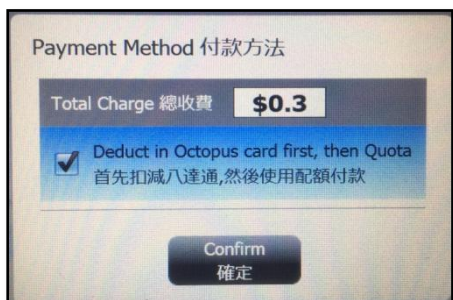 Payment Method 付款方法
Total Charge 總收費 $0.3
Deduct in Octopus card first, then Quota
首先扣減八達通,然後使用配額付款
Confirm
確定